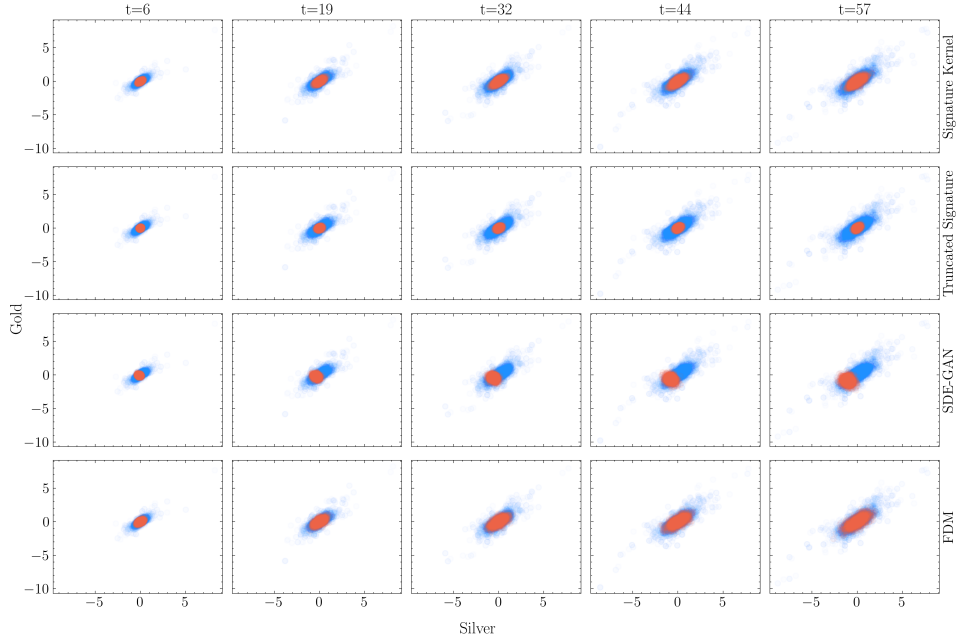 t=6 t=19 t=32 t=44 t=57
5
0
−5
−10
Signature Kernel
5
0
−5
−10
Truncated Signature
Gold
5
0
−5
−10
SDE-GAN
5
0
−5
−10
FDM
−5 0 5 −5 0 5 −5 0 5 −5 0 5 −5 0 5
Silver